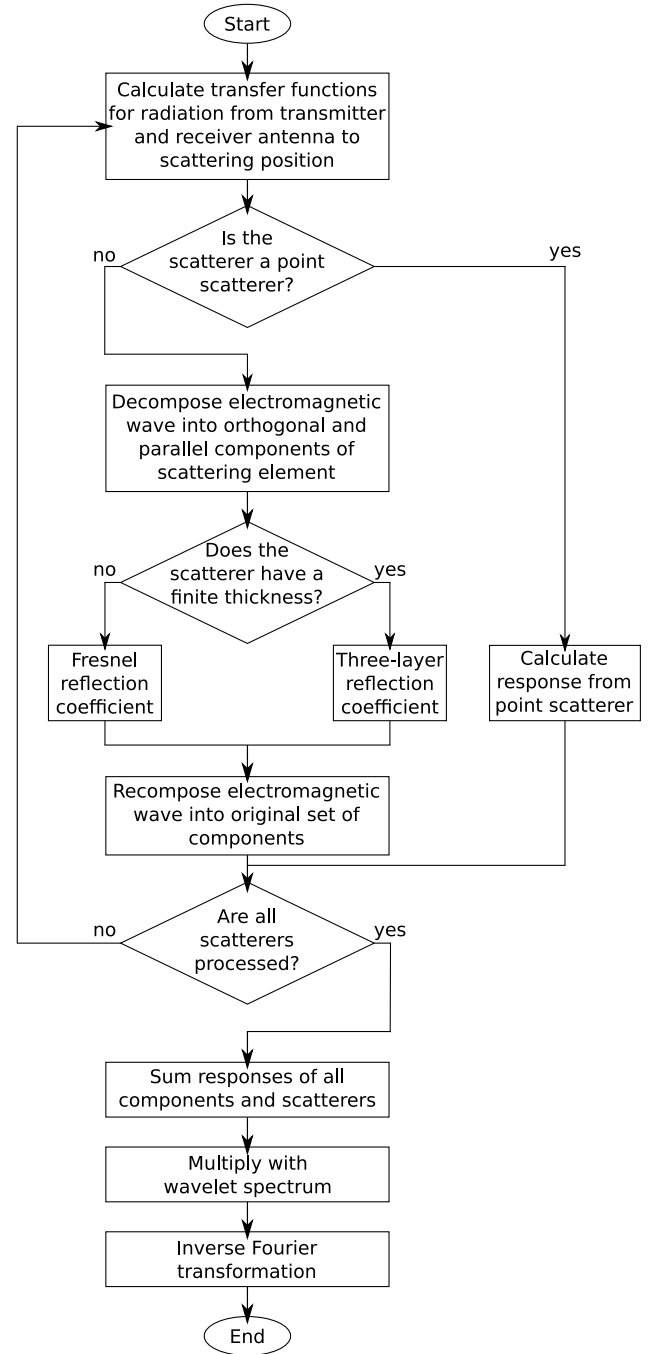 Start
Calculate transfer functions
for radiation from transmitter
and receiver antenna to
scattering position
Is the
scatterer a point
scatterer?
no
yes
Decompose electromagnetic
wave into orthogonal and
parallel components of
scattering element
Does the
scatterer have a
finite thickness?
no
yes
Fresnel
reflection
coefficient
Three-layer
reflection
coefficient
Calculate
response from
point scatterer
Recompose electromagnetic
wave into original set of
components
Are all
scatterers
processed?
no
yes
Sum responses of all
components and scatterers
Multiply with
wavelet spectrum
Inverse Fourier
transformation
End